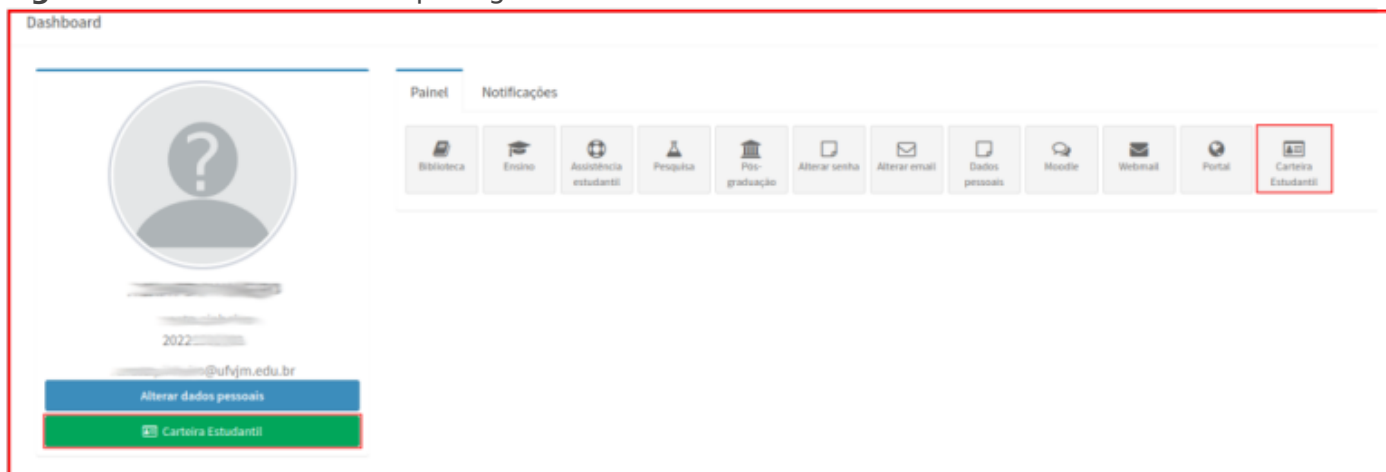 Dashboard
Painel
Notificações
Biblioteca
Ensino
Assistência
estudantil
Pesquisa
Pós-
graduação
Alterar senha
Alterar email
Dados
pessoais
Moodle
Webmail
Portal
Carteira
Estudantil
2022
@ufvjm.edu.br
Alterar dados pessoais
Carteira Estudantil